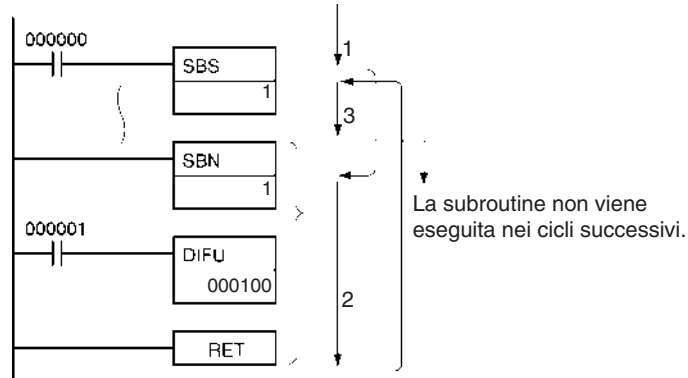 000000
SBS
1
1
3
SBN
1
La subroutine non viene
eseguita nei cicli successivi.
000001
DIFU
000100
2
RET